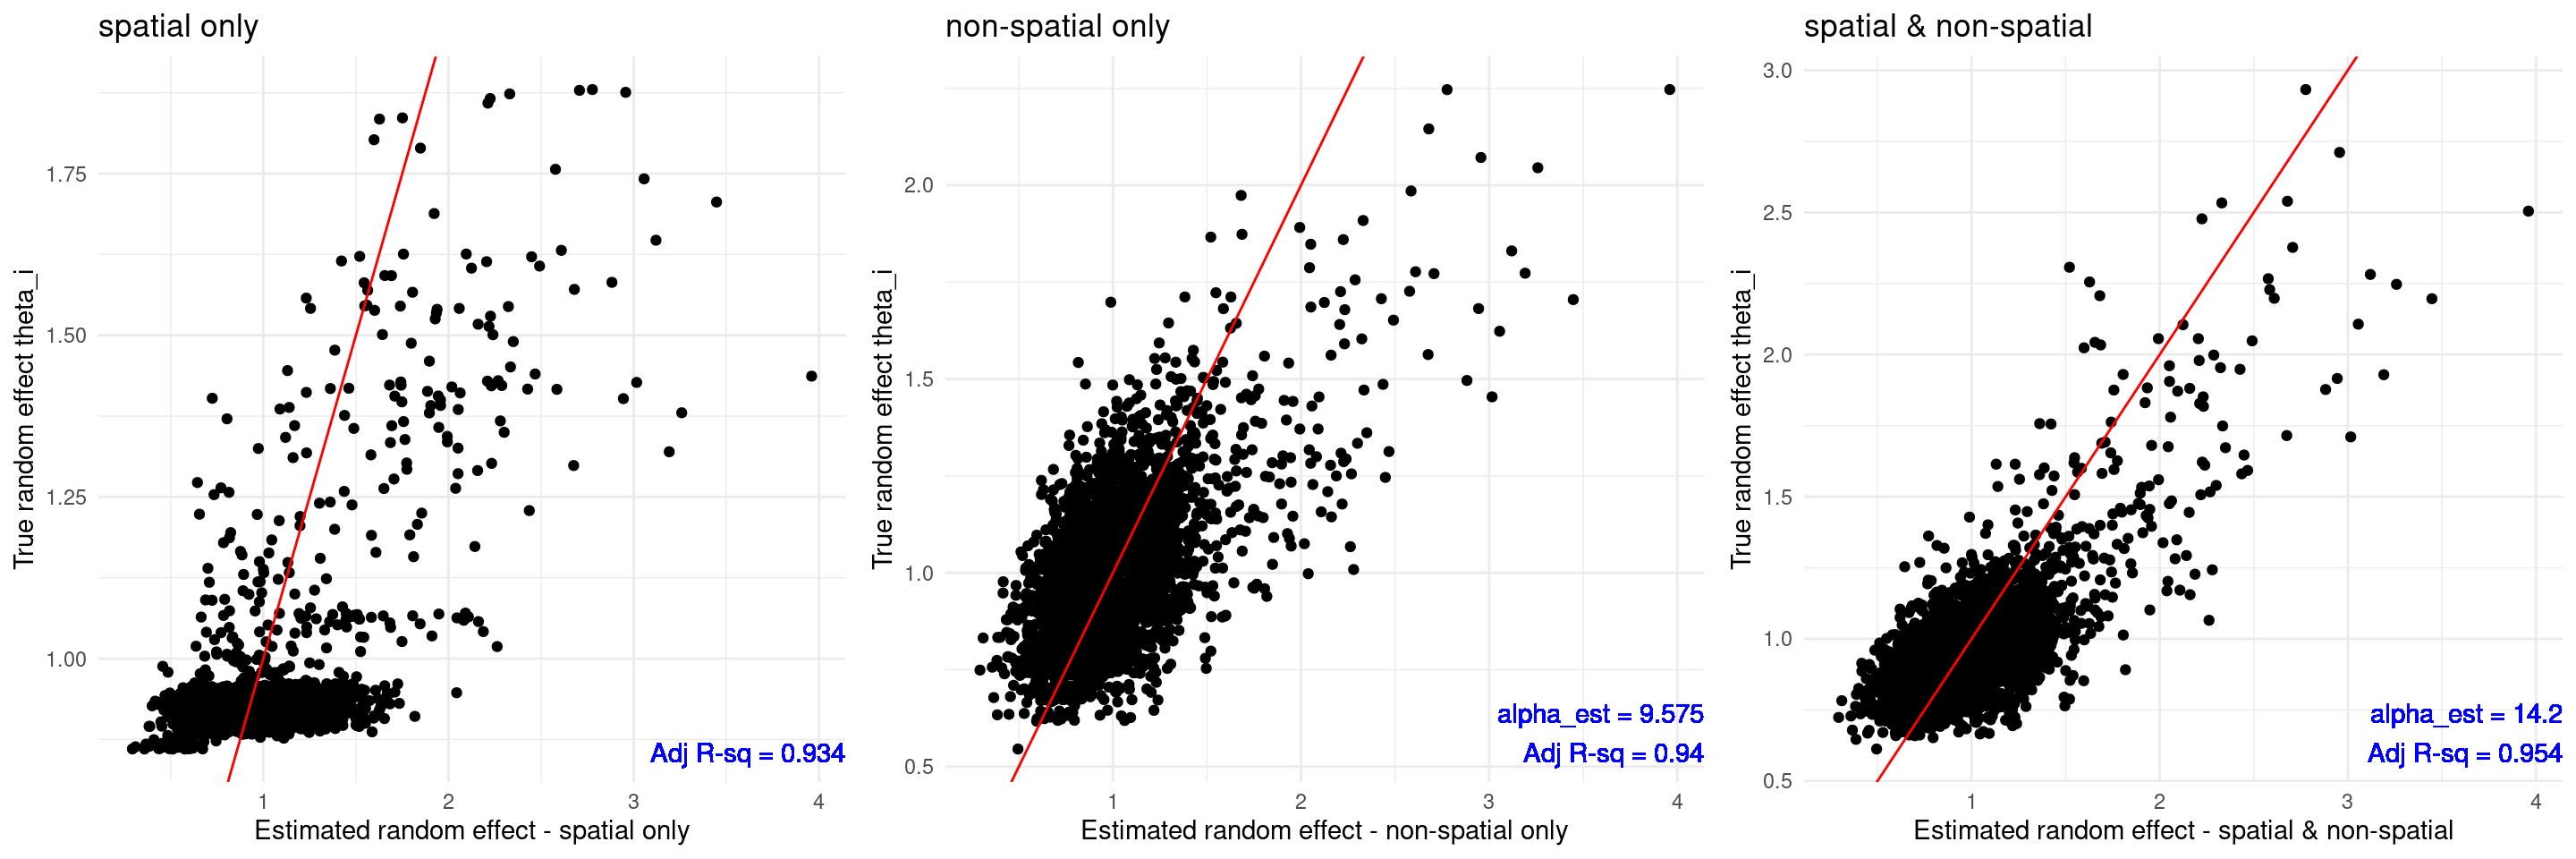 spatial only
True random effect theta_i
1.75
1.50
1.25
1.00
Adj R-sq = 0.934
1
2
3
4
Estimated random effect - spatial only
non-spatial only
True random effect theta_i
2.0
1.5
1.0
0.5
alpha_est = 9.575
Adj R-sq = 0.94
1
2
3
4
Estimated random effect - non-spatial only
spatial & non-spatial
True random effect theta_i
3.0
2.5
2.0
1.5
1.0
0.5
alpha_est = 14.2
Adj R-sq = 0.954
1
2
3
4
Estimated random effect - spatial & non-spatial